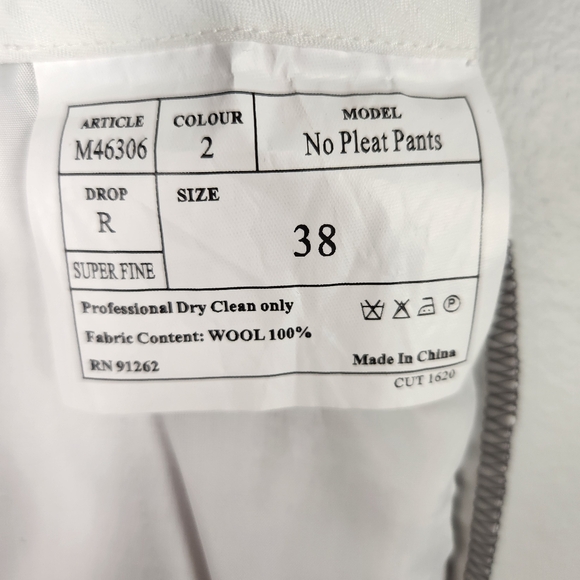 ARTICLE
M46306
COLOUR
2
MODEL
No Pleat Pants
DROP
R
SUPER FINE
SIZE
38
Professional Dry Clean only
Fabric Content: WOOL 100%
RN 91262
P
Made In China
CUT 1620